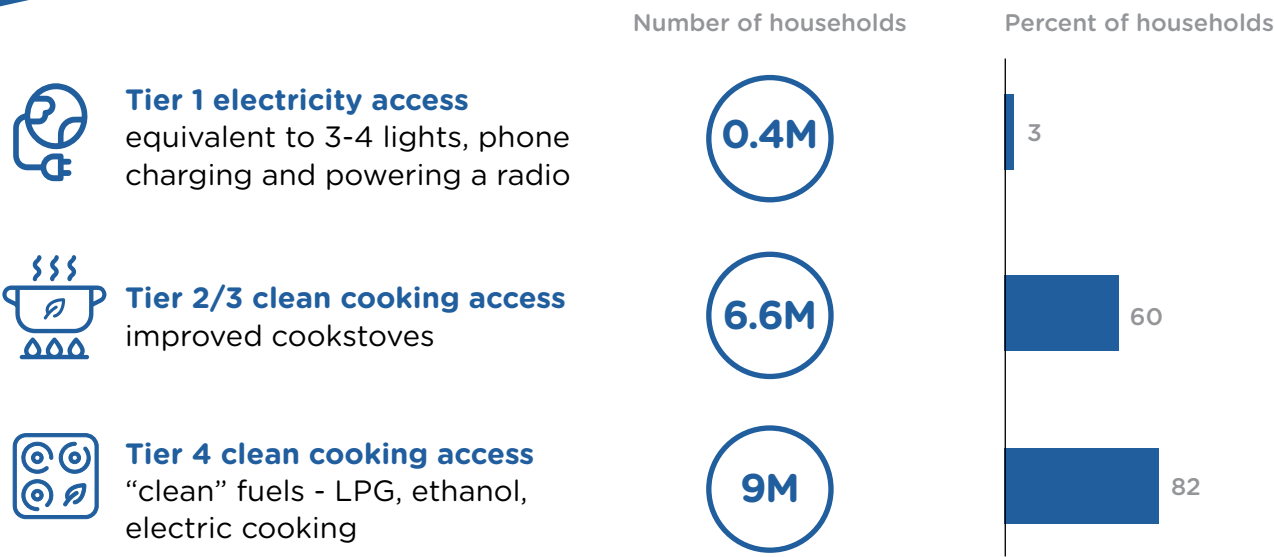 Number of households
Percent of households
Tier 1 electricity access
equivalent to 3-4 lights, phone
charging and powering a radio
0.4M
3
Tier 2/3 clean cooking access
improved cookstoves
6.6M
60
Tier 4 clean cooking access
“clean” fuels - LPG, ethanol,
electric cooking
9M
82